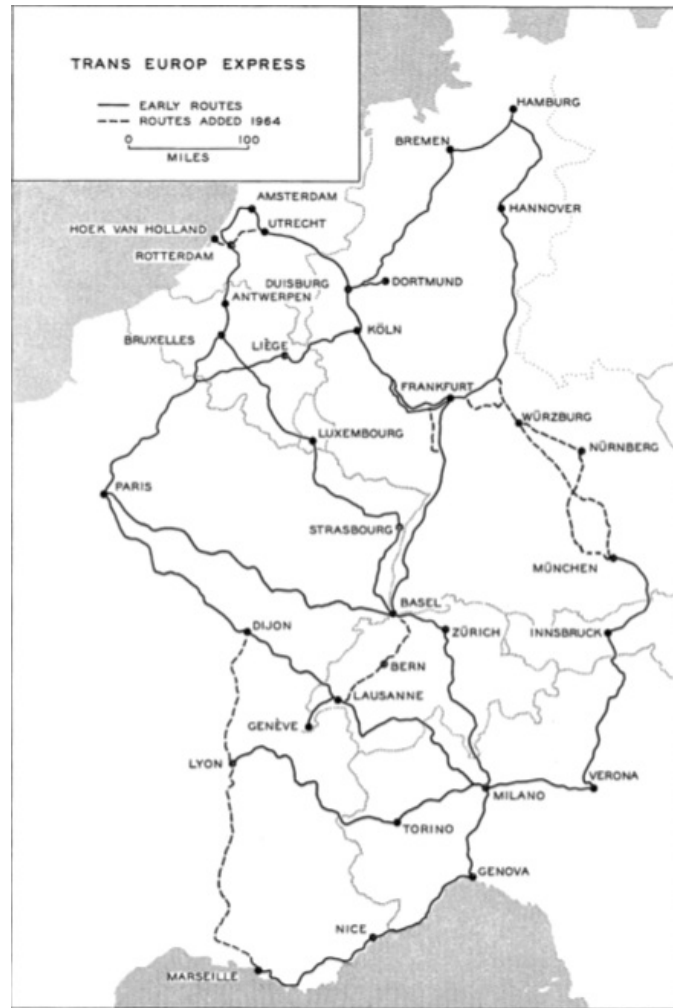 TRANS EUROP EXPRESS
EARLY ROUTES
ROUTES ADDED 1964
0 100
MILES
HAMBURG
BREMEN
AMSTERDAM
HANNOVER
UTRECHT
HOEK VAN HOLLAND
ROTTERDAM
DUISBURG
DORTMUND
ANTWERPEN
KÖLN
BRUXELLES
LIÈGE
FRANKFURT
WÜRZBURG
LUXEMBOURG
NÜRNBERG
PARIS
STRASBOURG
MÜNCHEN
BASEL
DIJON
ZÜRICH
INNSBRUCK
BERN
LAUSANNE
GENÈVE
LYON
VERONA
MILANO
TORINO
GENOVA
NICE
MARSEILLE